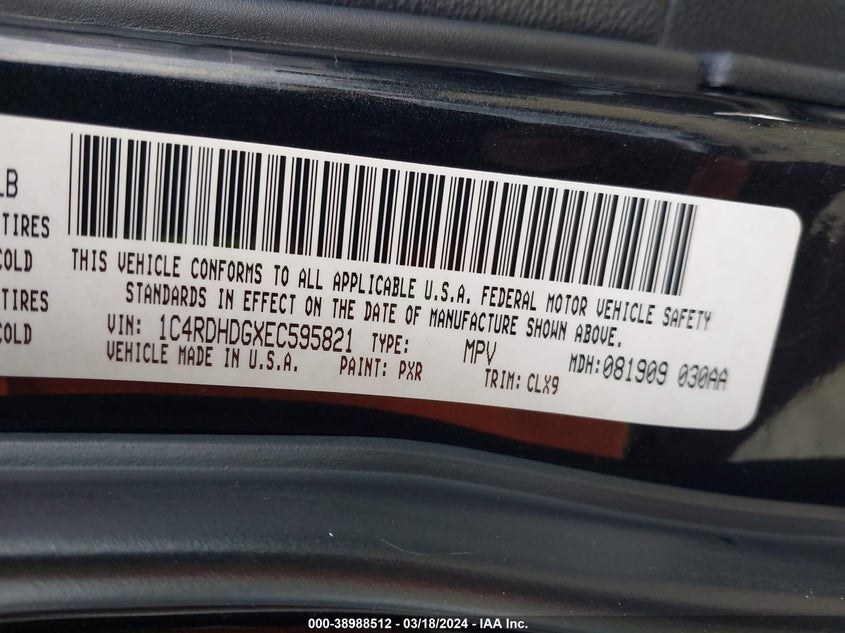 LB
TIRES
COLD
TIRES
COLD
THIS VEHICLE CONFORMS TO ALL APPLICABLE U.S.A. FEDERAL MOTOR VEHICLE SAFETY
STANDARDS IN EFFECT ON THE DATE OF MANUFACTURE SHOWN ABOVE.
VIN: 1C4RDHDGXEC595821 TYPE: MPV MDH:081909 030AA
VEHICLE MADE IN U.S.A. PAINT: PXR TRIM: CLX9
000-38988512 - 03/18/2024 - IAA Inc.